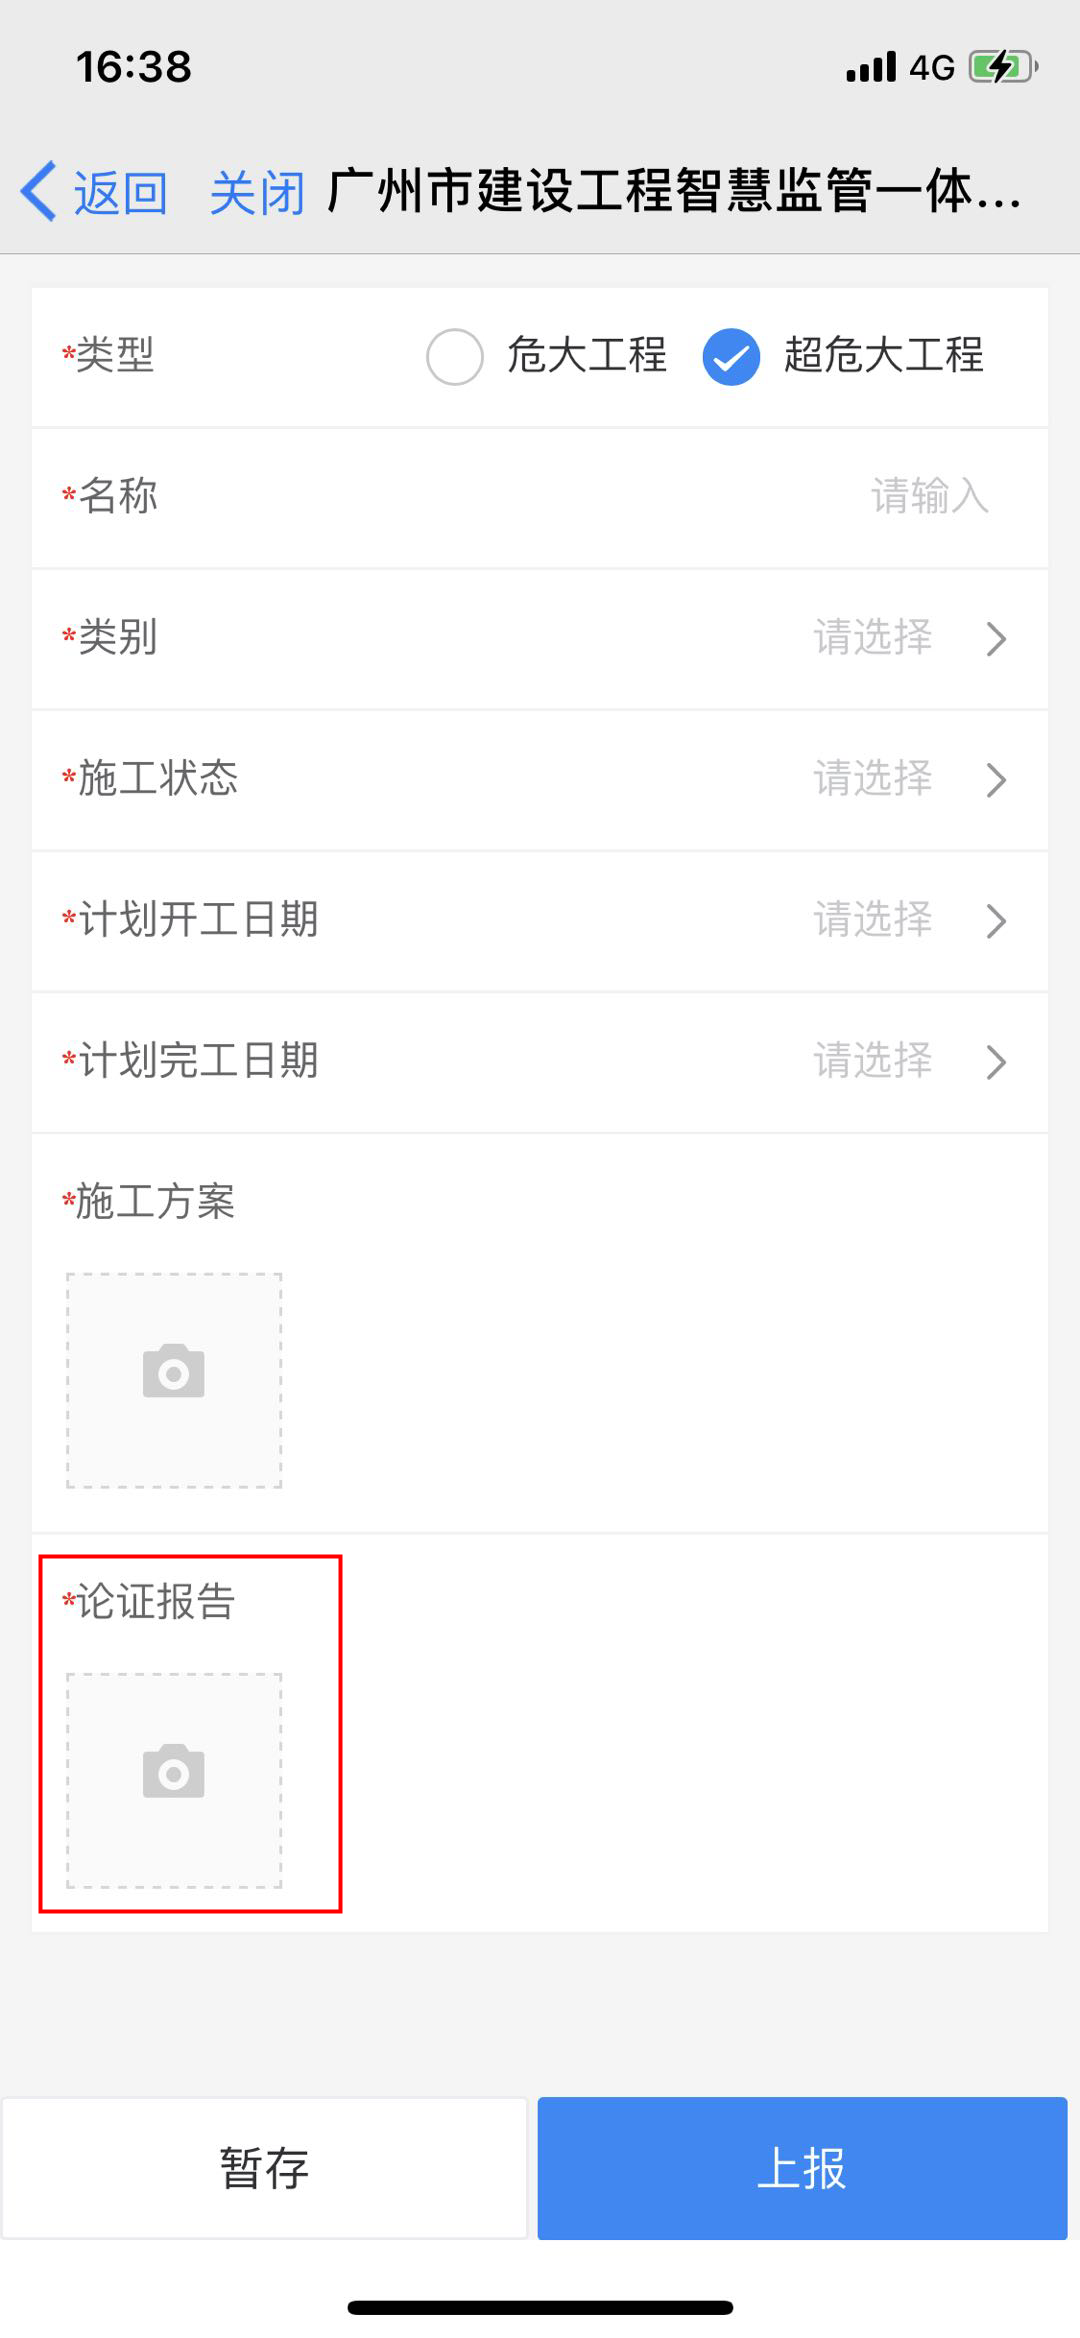 16:38 4G
返回 关闭 广州市建设工程智慧监管一体...
*类型 危大工程 超危大工程
*名称 请输入
*类别 请选择
*施工状态 请选择
*计划开工日期 请选择
*计划完工日期 请选择
*施工方案
*论证报告
暂存 上报